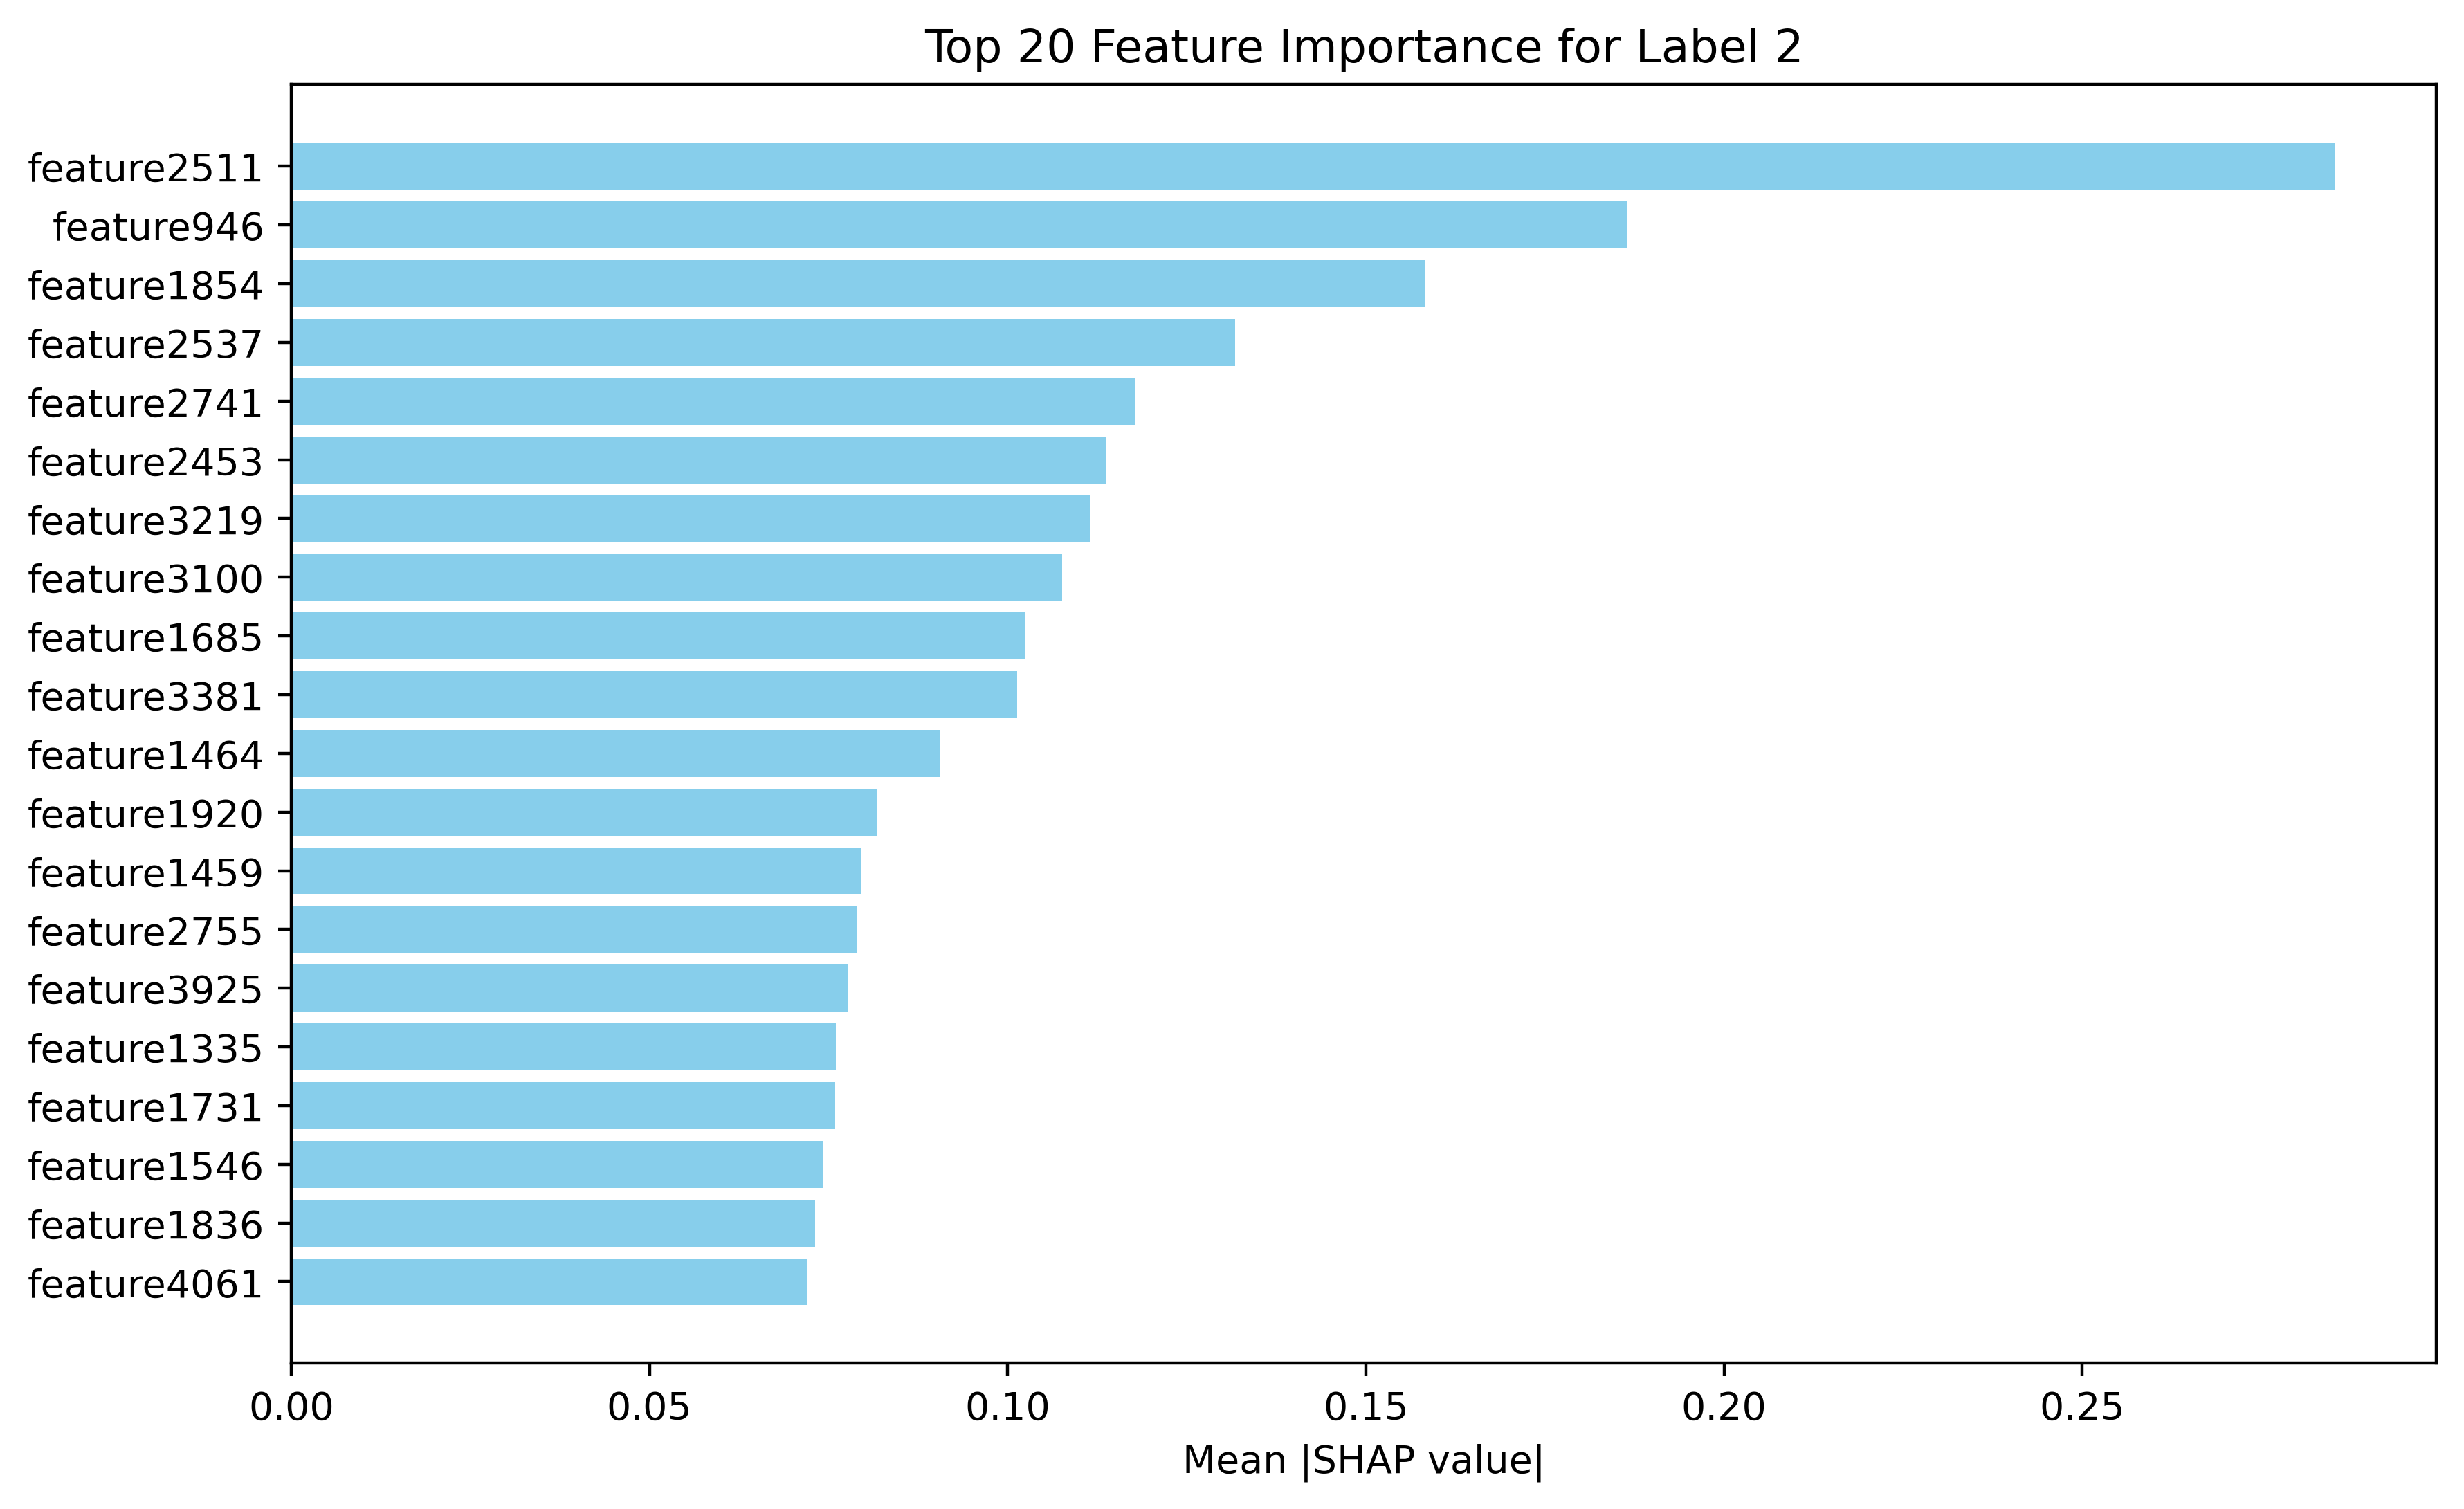 Top 20 Feature Importance for Label 2
feature2511
feature946
feature1854
feature2537
feature2741
feature2453
feature3219
feature3100
feature1685
feature3381
feature1464
feature1920
feature1459
feature2755
feature3925
feature1335
feature1731
feature1546
feature1836
feature4061
0.00 0.05 0.10 0.15 0.20 0.25
Mean |SHAP value|